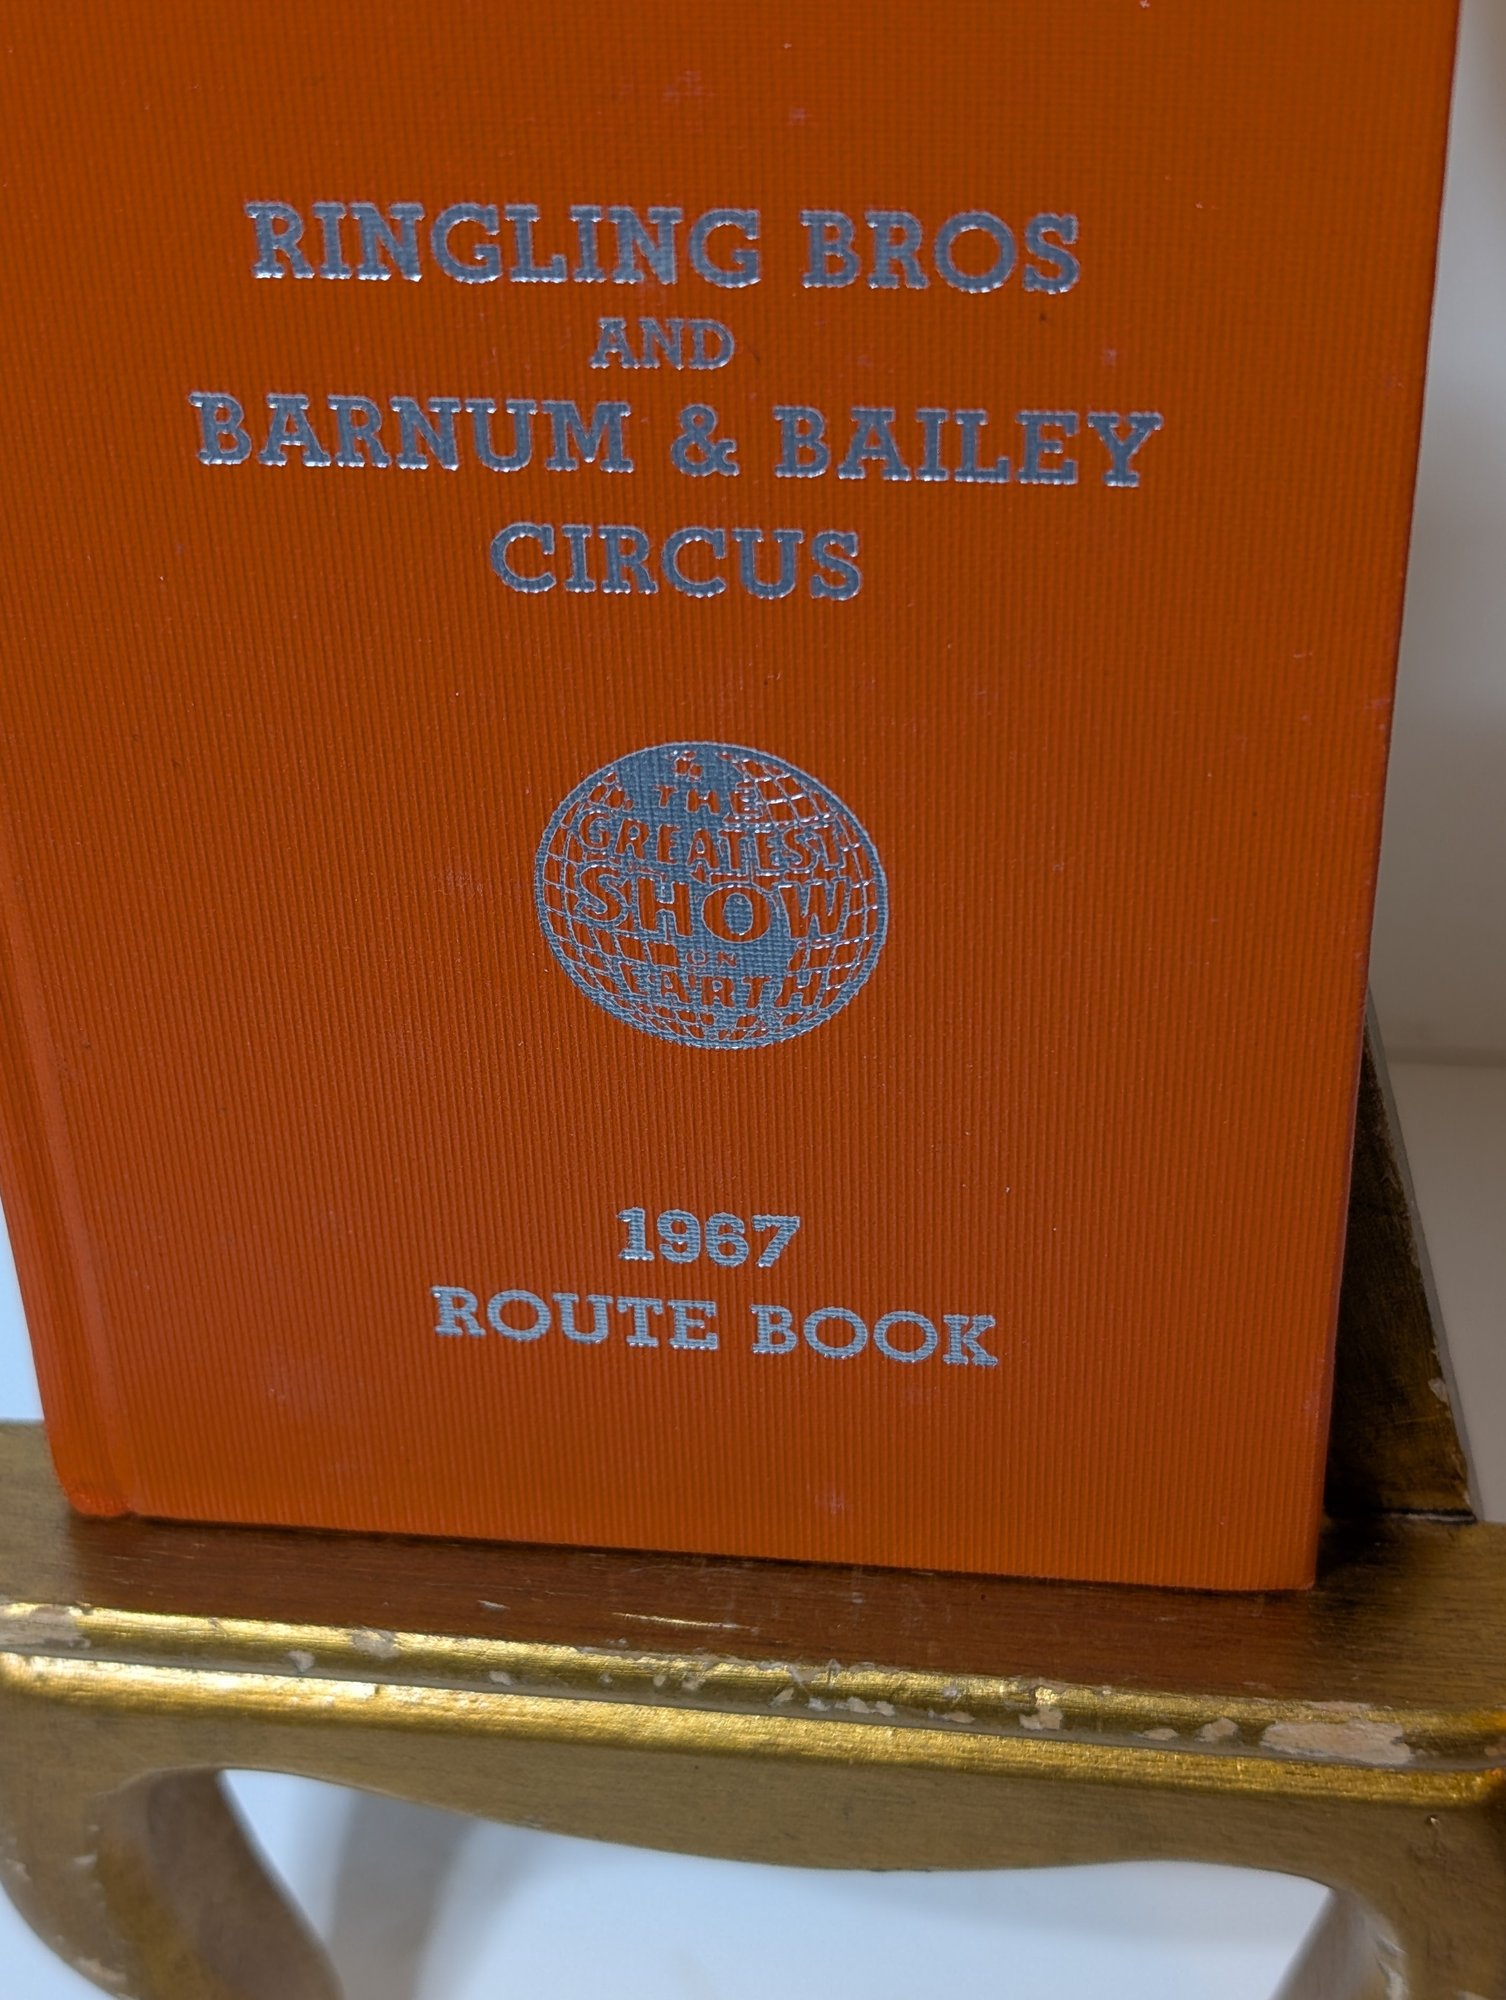 RINGLING BROS
AND
BARNUM & BAILEY
CIRCUS
THE
GREATEST
SHOW
ON
EARTH
1967
ROUTE BOOK